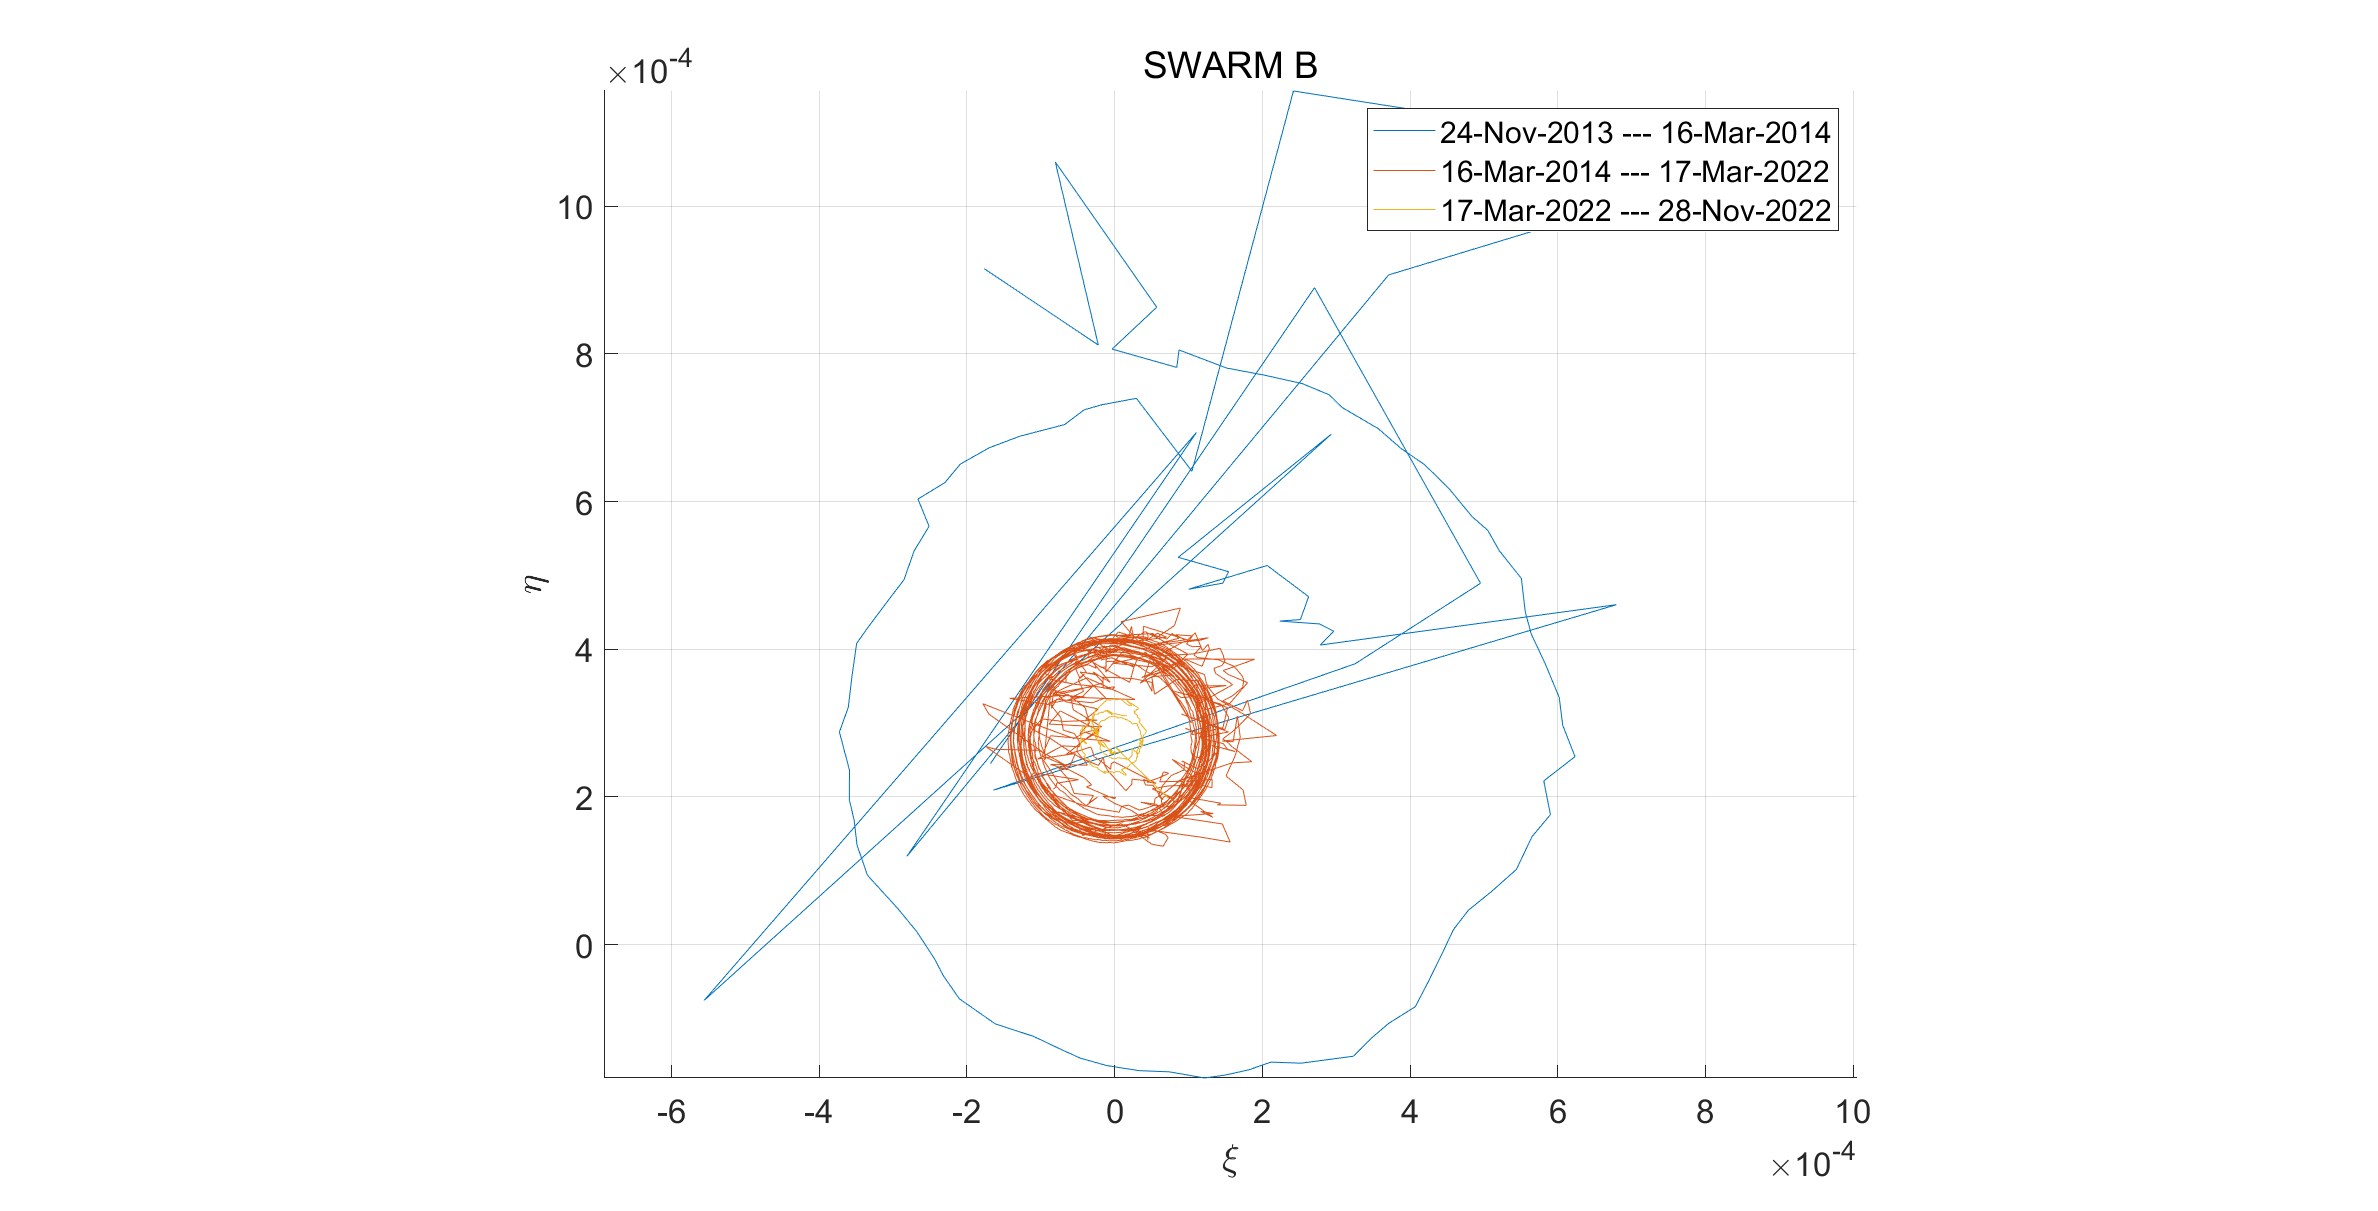 SWARM B
×10-4
24-Nov-2013 --- 16-Mar-2014
16-Mar-2014 --- 17-Mar-2022
17-Mar-2022 --- 28-Nov-2022
10
8
6
4
2
0
η
-6 -4 -2 0 2 4 6 8 10
ξ
×10-4